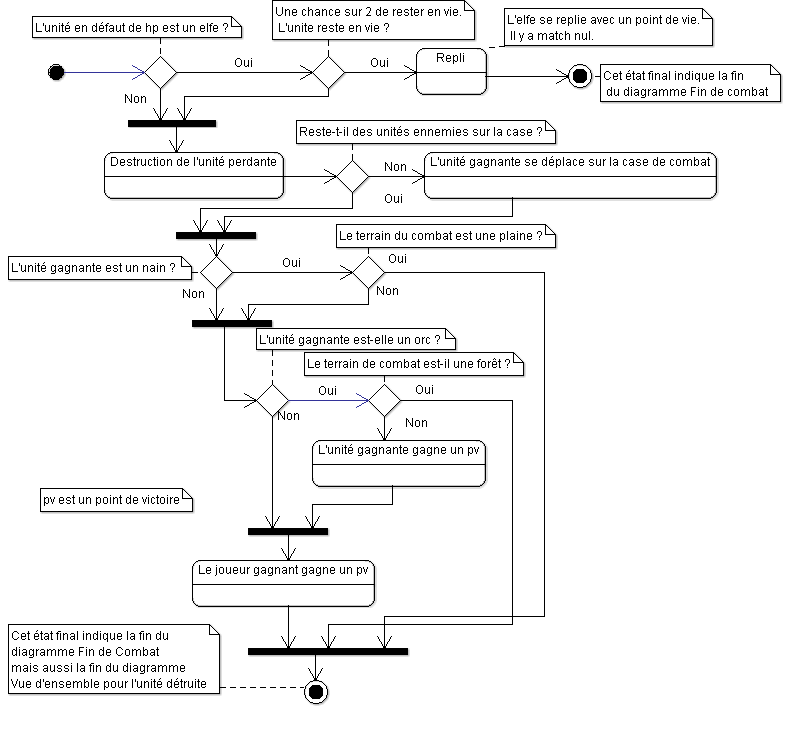 L'unité en défaut de hp est un elfe ?
Une chance sur 2 de rester en vie.
L'unite reste en vie ?
L'elfe se replie avec un point de vie.
Il y a match nul.
Oui
Oui
Repli
Cet état final indique la fin
du diagramme Fin de combat
Non
Reste-t-il des unités ennemies sur la case ?
Destruction de l'unité perdante
Non
L'unité gagnante se déplace sur la case de combat
Oui
Le terrain du combat est une plaine ?
L'unité gagnante est un nain ?
Oui
Oui
Non
Non
L'unité gagnante est-elle un orc ?
Le terrain de combat est-il une forêt ?
Oui
Oui
Non
Non
L'unité gagnante gagne un pv
pv est un point de victoire
Le joueur gagnant gagne un pv
Cet état final indique la fin du
diagramme Fin de Combat
mais aussi la fin du diagramme
Vue d'ensemble pour l'unité détruite